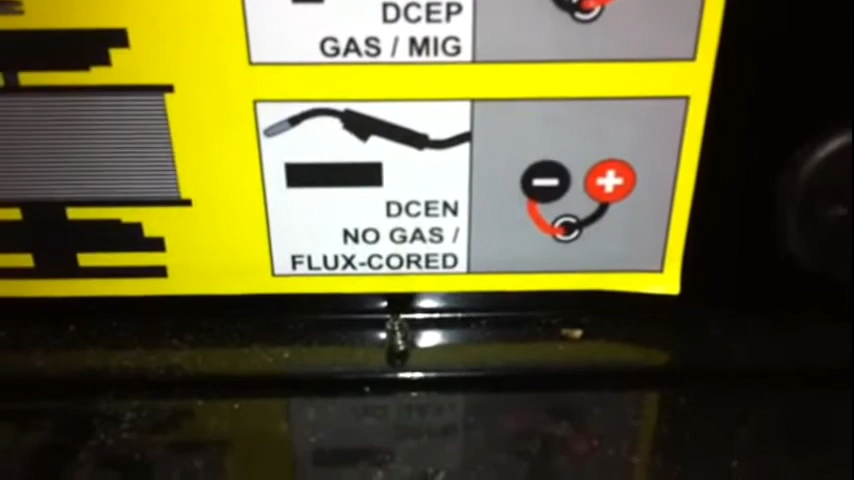 DCEP
GAS / MIG
DCEN
NO GAS /
FLUX-CORED